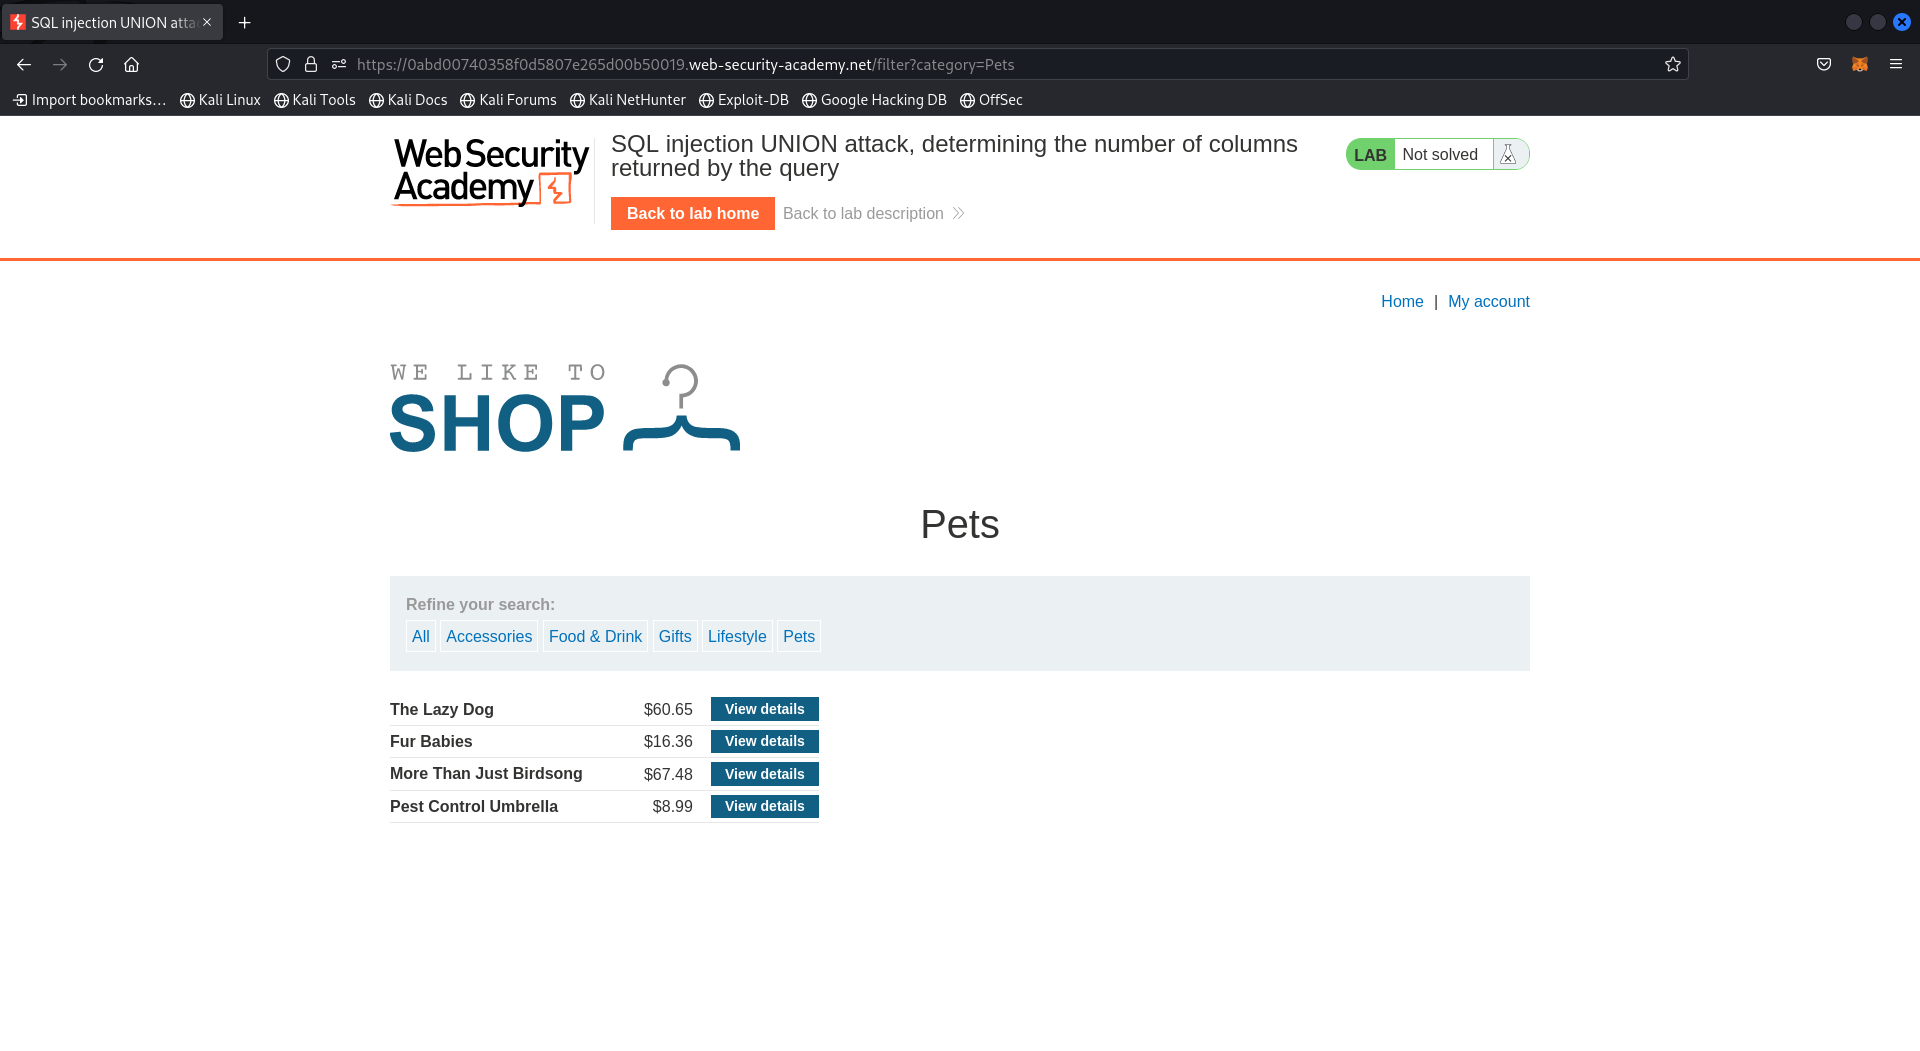 SQL injection UNION atta
https://0abd00740358f0d5807e265d00b50019.web-security-academy.net/filter?category=Pets
Import bookmarks... Kali Linux Kali Tools Kali Docs Kali Forums Kali NetHunter Exploit-DB Google Hacking DB OffSec
Web Security
Academy
SQL injection UNION attack, determining the number of columns
returned by the query
LAB Not solved
Back to lab home Back to lab description
Home | My account
WE LIKE TO
SHOP
Pets
Refine your search:
All Accessories Food & Drink Gifts Lifestyle Pets
The Lazy Dog $60.65 View details
Fur Babies $16.36 View details
More Than Just Birdsong $67.48 View details
Pest Control Umbrella $8.99 View details